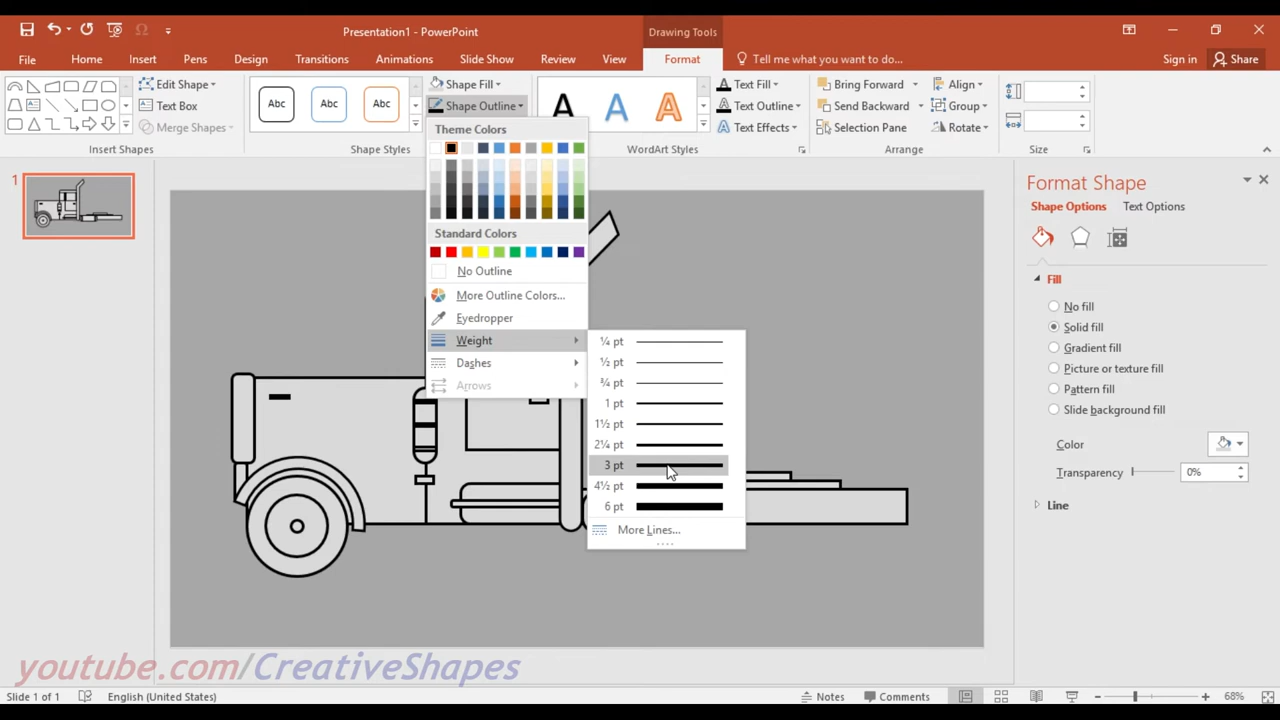 Presentation1 - PowerPoint
Drawing Tools
File
Home
Insert
Pens
Design
Transitions
Animations
Slide Show
Review
View
Format
Tell me what you want to do...
Sign in
Share
Edit Shape
Text Box
Merge Shapes
Insert Shapes
Abc
Abc
Abc
Shape Styles
Shape Fill
Shape Outline
A
A
A
WordArt Styles
Text Fill
Text Outline
Text Effects
Bring Forward
Send Backward
Selection Pane
Align
Group
Rotate
Arrange
Size
Theme Colors
Standard Colors
No Outline
More Outline Colors...
Eyedropper
Weight
Dashes
Arrows
¼ pt
½ pt
¾ pt
1 pt
1½ pt
2¼ pt
3 pt
4½ pt
6 pt
More Lines...
1
Format Shape
Shape Options
Text Options
Fill
No fill
Solid fill
Gradient fill
Picture or texture fill
Pattern fill
Slide background fill
Color
Transparency
0%
Line
youtube.com/CreativeShapes
Slide 1 of 1
English (United States)
Notes
Comments
68%